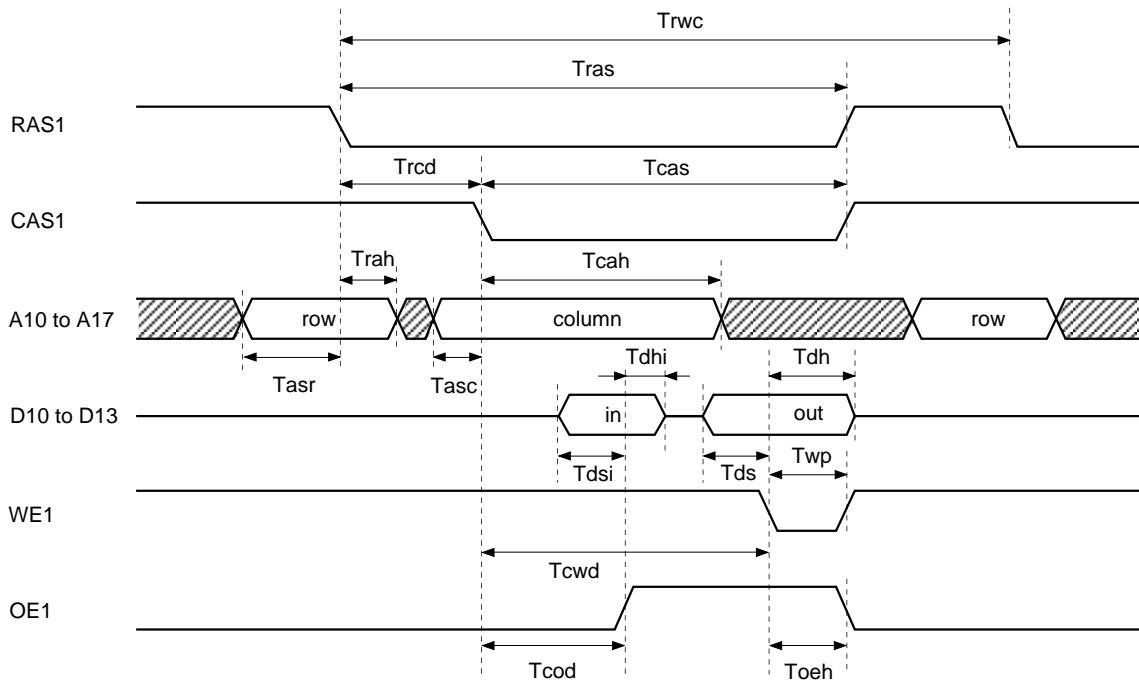 Trwc
Tras
RAS1
Trcd Tcas
CAS1
Trah Tcah
A10 to A17 row column row
Tasr Tasc Tdhi Tdh
D10 to D13 in out
Tdsi Tds Twp
WE1
Tcwd
OE1
Tcod Toeh